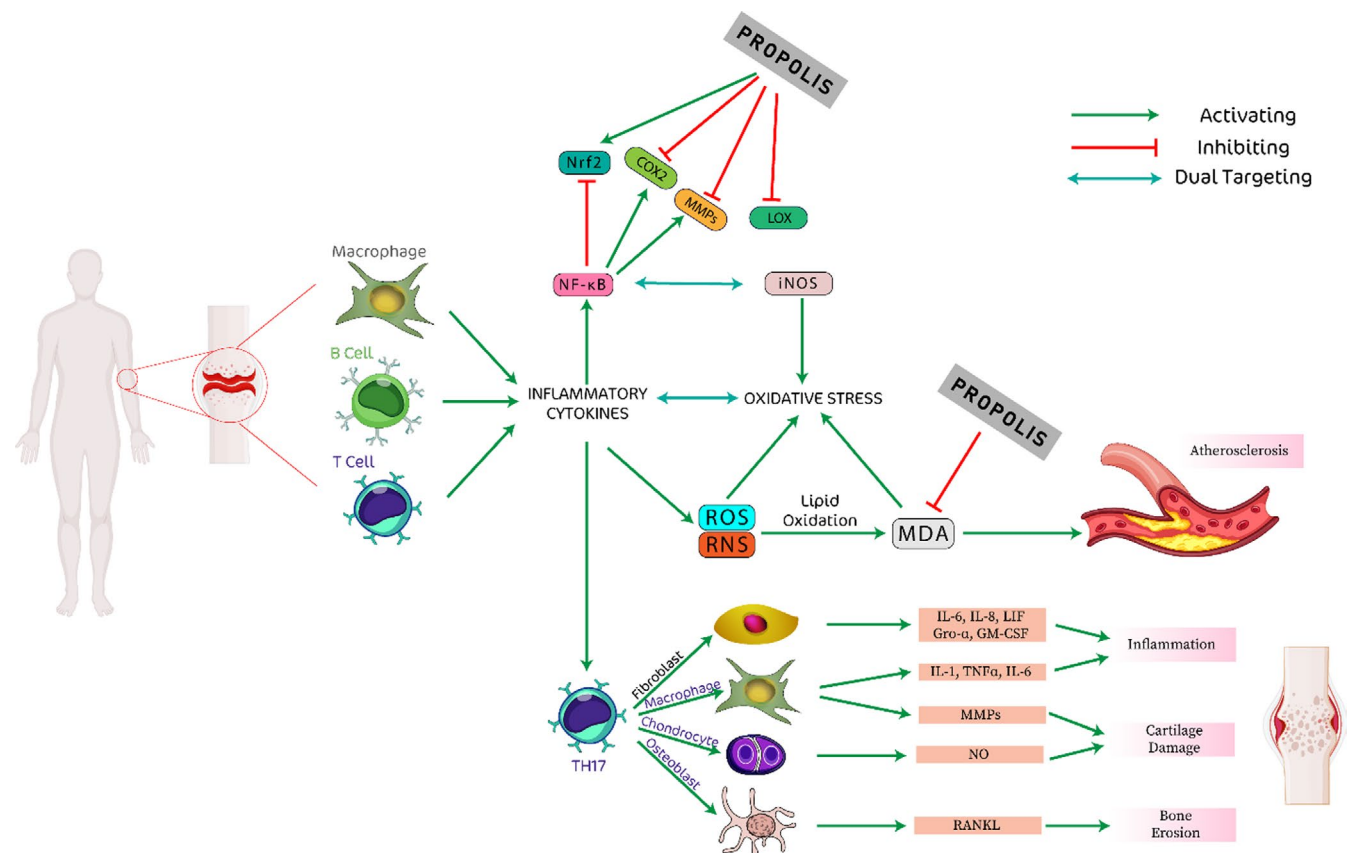 PROPOLIS
Activating
Inhibiting
Dual Targeting
Nrf2
COX2
MMPs
LOX
Macrophage
NF-κB
iNOS
B Cell
INFLAMMATORY
CYTOKINES
OXIDATIVE STRESS
PROPOLIS
T Cell
Atherosclerosis
ROS
RNS
Lipid
Oxidation
MDA
Fibroblast
Macrophage
Chondrocyte
Osteoblast
TH17
IL-6, IL-8, LIF
Gro-α, GM-CSF
IL-1, TNFα, IL-6
MMPs
NO
RANKL
Inflammation
Cartilage
Damage
Bone
Erosion